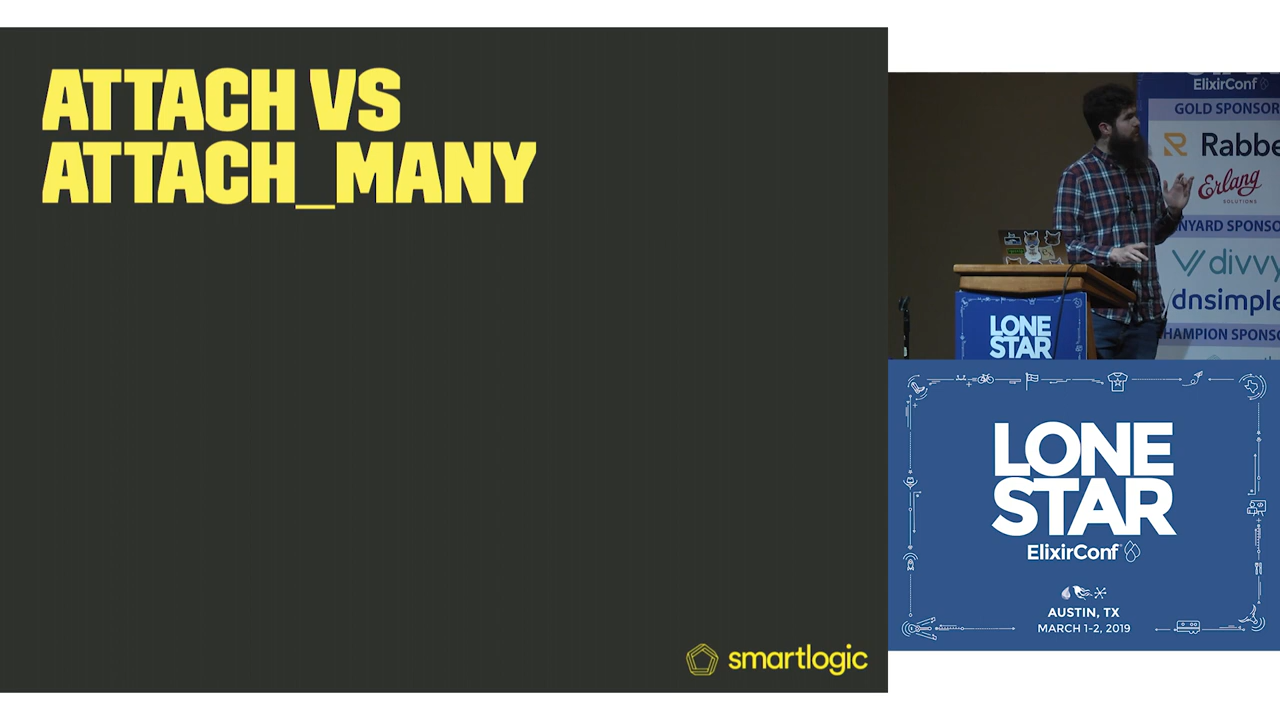 ATTACH VS
ATTACH_MANY
smartlogic
ElixirConf
GOLD SPONSOR
Rabbe
Erlang
SOLUTIONS
NYARD SPONSO
divvy
dnsimple
HAMPION SPONSO
LONE
STAR
LONE
STAR
ElixirConf
AUSTIN, TX
MARCH 1-2, 2019